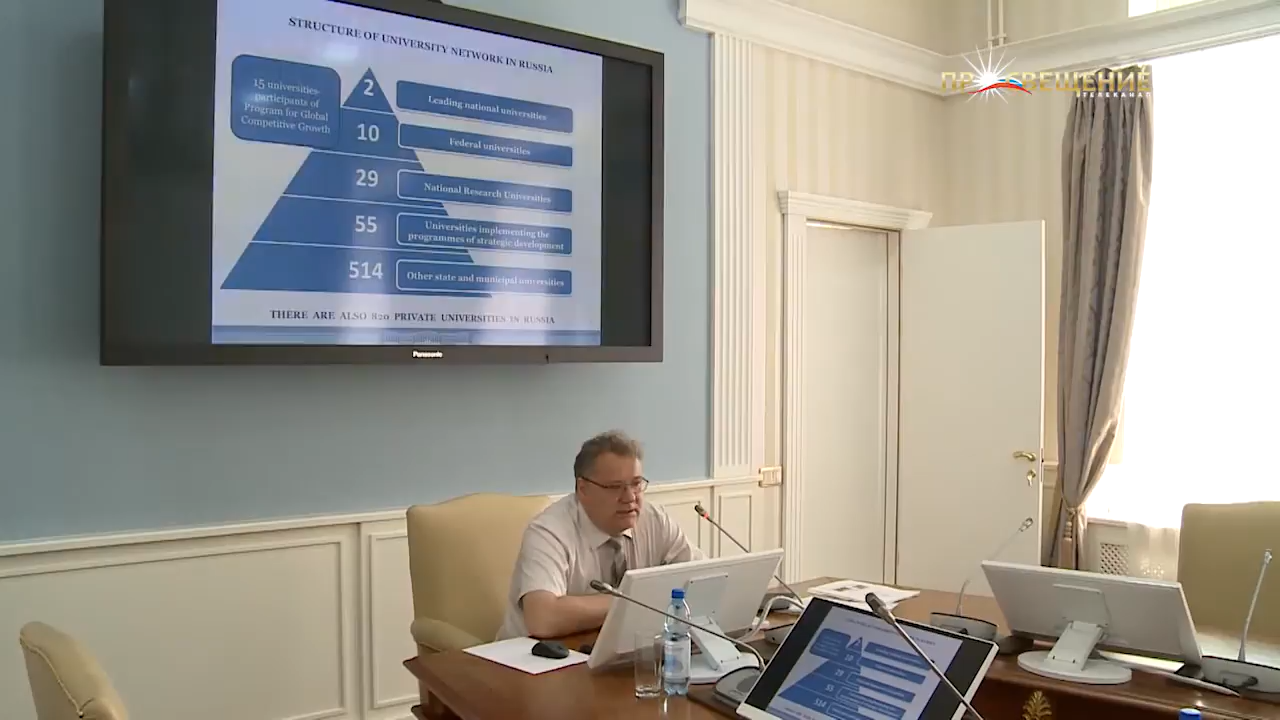 STRUCTURE OF UNIVERSITY NETWORK IN RUSSIA
15 universities-
participants of
Program for Global
Competitive Growth
2
Leading national universities
10
Federal universities
29
National Research Universities
55
Universities implementing the
programmes of strategic development
514
Other state and municipal universities
THERE ARE ALSO 820 PRIVATE UNIVERSITIES IN RUSSIA
Panasonic
ПРОСВЕЩЕНИЕ
ТЕЛЕКАНАЛ